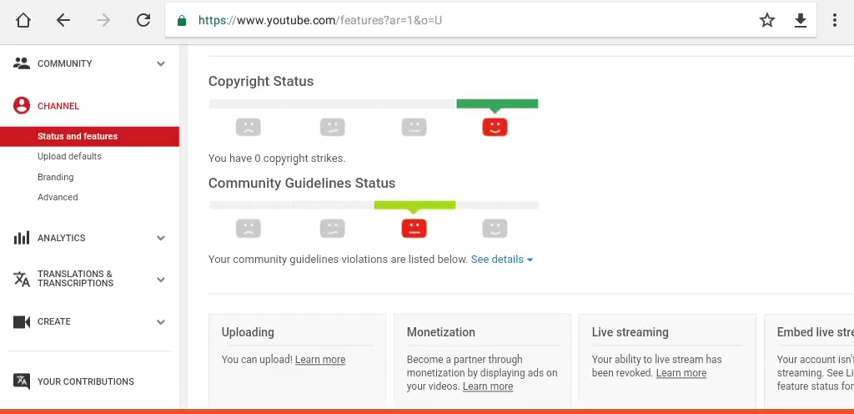 https://www.youtube.com/features?ar=1&o=U
COMMUNITY
CHANNEL
Status and features
Upload defaults
Branding
Advanced
ANALYTICS
TRANSLATIONS &
TRANSCRIPTIONS
CREATE
YOUR CONTRIBUTIONS
Copyright Status
You have 0 copyright strikes.
Community Guidelines Status
Your community guidelines violations are listed below. See details
Uploading
You can upload! Learn more
Monetization
Become a partner through
monetization by displaying ads on
your videos. Learn more
Live streaming
Your ability to live stream has
been revoked. Learn more
Embed live stre
Your account isn't
streaming. See Li
feature status for